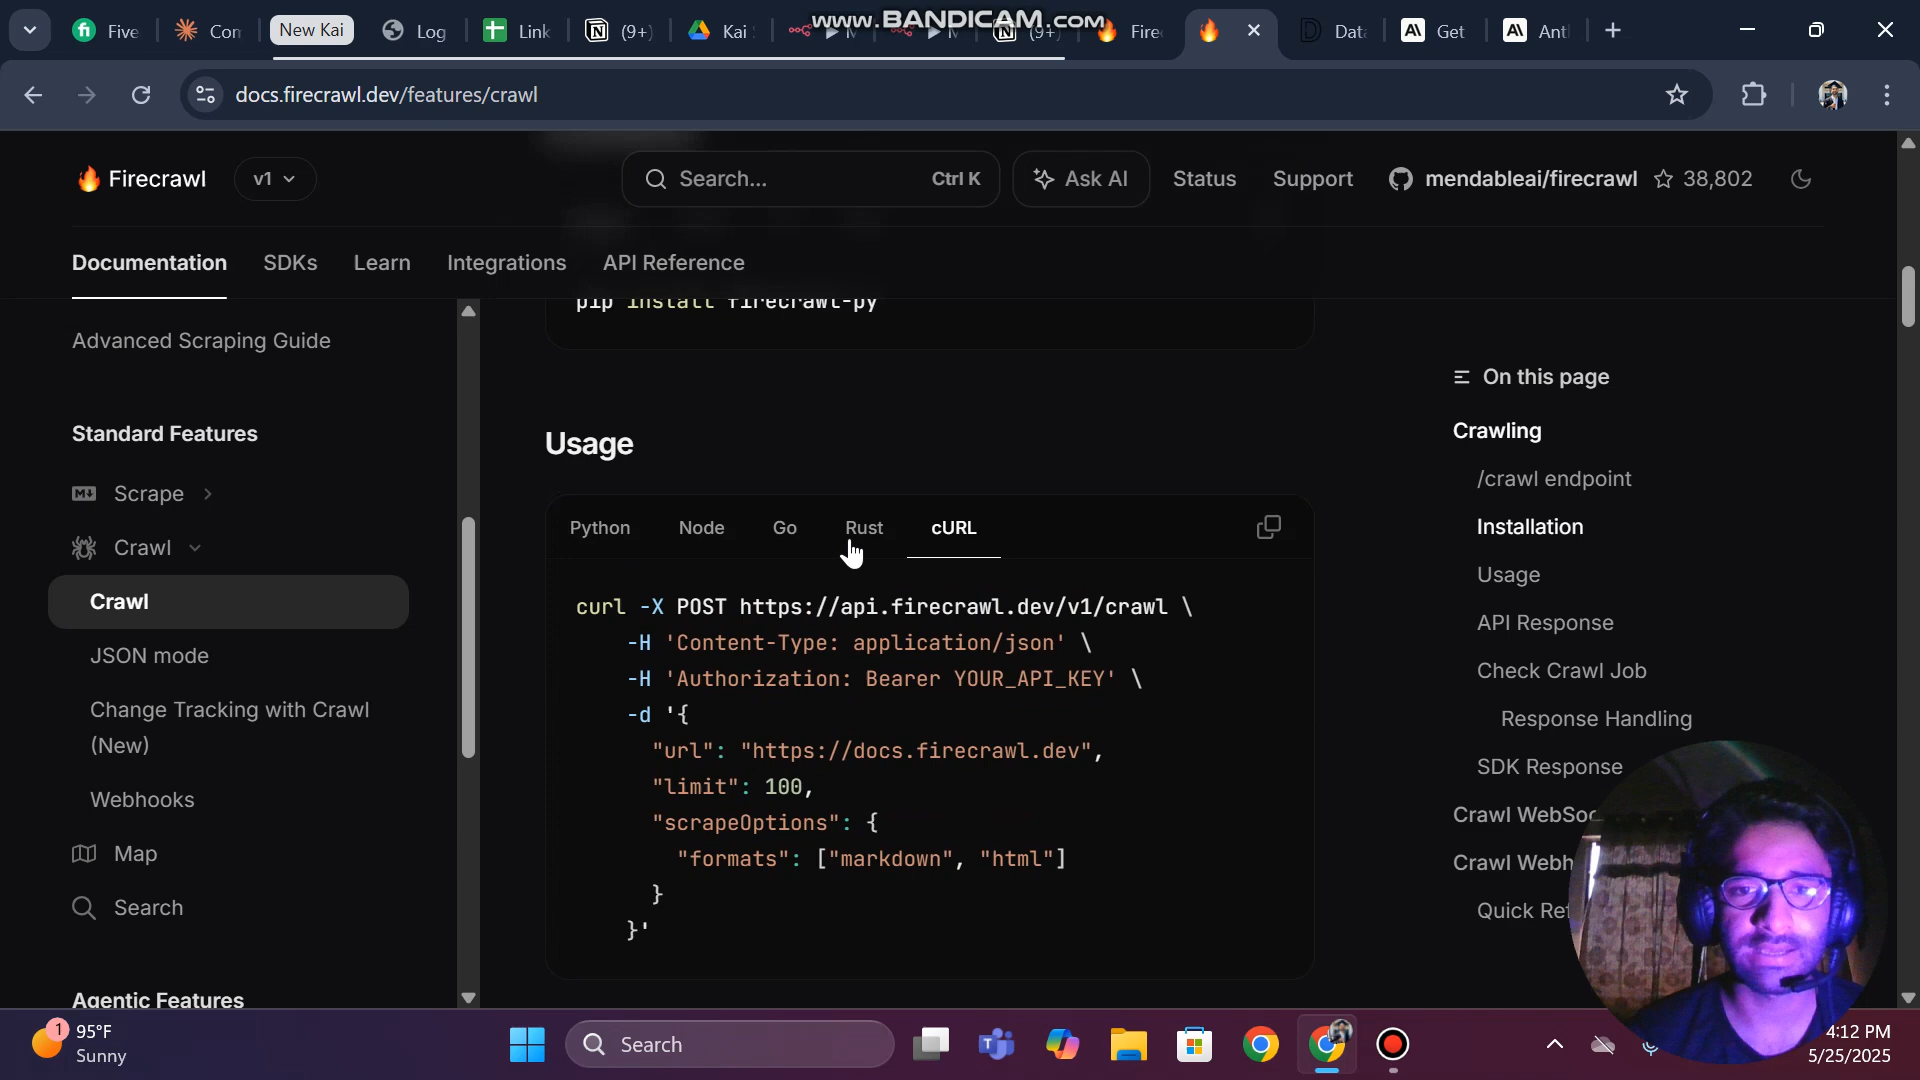 Five
Con
New Kai
Log
Link
(9+)
Kai
www.BANDICAM.com
(9+)
Fire
Data
Get
Ant
docs.firecrawl.dev/features/crawl
Firecrawl
v1
Search...
Ctrl K
Ask AI
Status
Support
mendableai/firecrawl
38,802
Documentation
SDKs
Learn
Integrations
API Reference
Advanced Scraping Guide
Standard Features
Scrape
Crawl
Crawl
JSON mode
Change Tracking with Crawl
(New)
Webhooks
Map
Search
Agentic Features
pip install firecrawl-py
Usage
Python
Node
Go
Rust
cURL
curl -X POST https://api.firecrawl.dev/v1/crawl \
-H 'Content-Type: application/json' \
-H 'Authorization: Bearer YOUR_API_KEY' \
-d '{
"url": "https://docs.firecrawl.dev",
"limit": 100,
"scrapeOptions": {
"formats": ["markdown", "html"]
}
}'
On this page
Crawling
/crawl endpoint
Installation
Usage
API Response
Check Crawl Job
Response Handling
SDK Response
Crawl WebSoc
Crawl Webh
Quick Ref
1
95°F
Sunny
Search
4:12 PM
5/25/2025